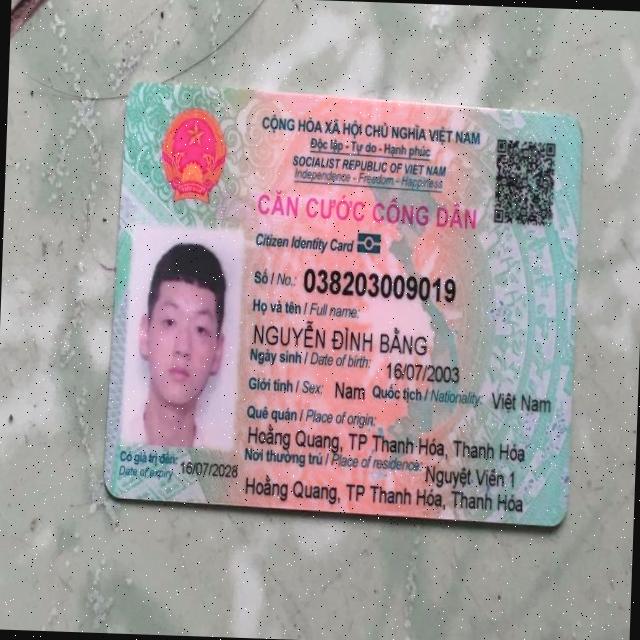 CỘNG HÒA XÃ HỘI CHỦ NGHĨA VIỆT NAM
Độc lập - Tự do - Hạnh phúc
SOCIALIST REPUBLIC OF VIET NAM
Independence - Freedom - Happiness
CĂN CƯỚC CÔNG DÂN
Citizen Identity Card
Số / No.: 038203009019
Họ và tên / Full name:
NGUYỄN ĐÌNH BẰNG
Ngày sinh / Date of birth: 16/07/2003
Giới tính / Sex: Nam Quốc tịch / Nationality: Việt Nam
Quê quán / Place of origin:
Hoằng Quang, TP Thanh Hóa, Thanh Hóa
Nơi thường trú / Place of residence: Nguyệt Viên 1
Hoằng Quang, TP Thanh Hóa, Thanh Hóa
Có giá trị đến: 16/07/2028
Date of expiry